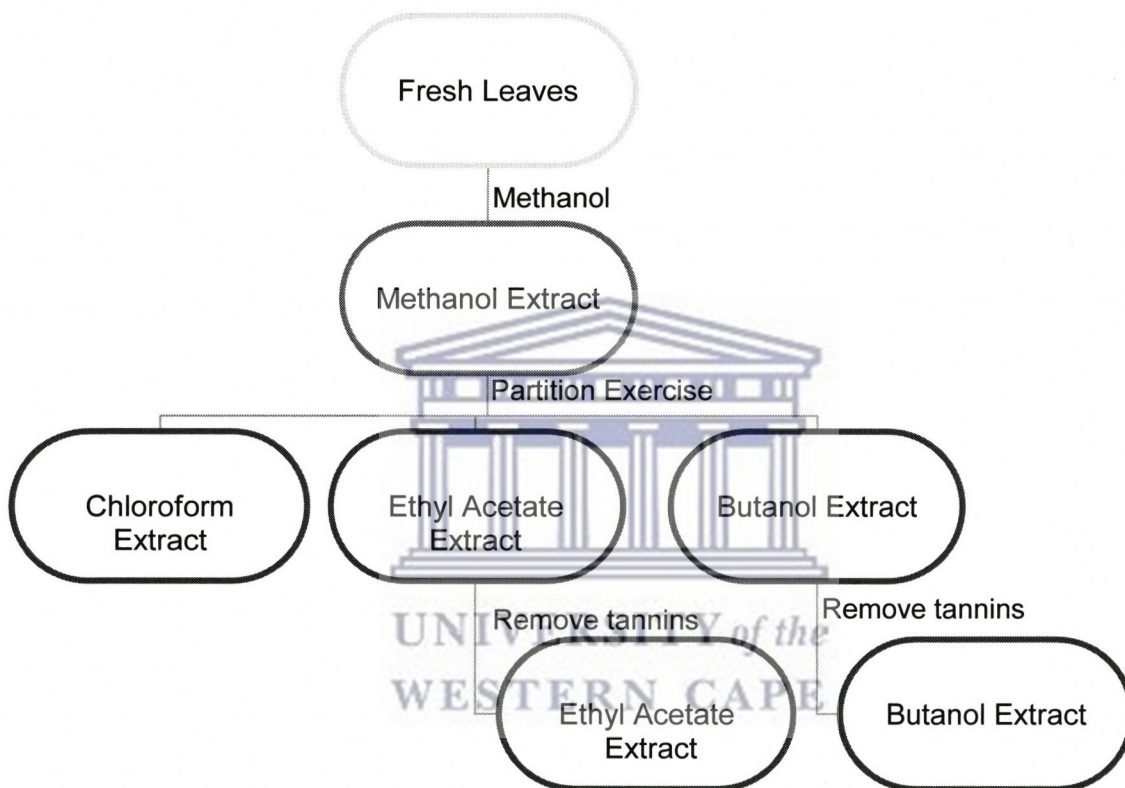 Fresh Leaves
Methanol
Methanol Extract
Partition Exercise
Chloroform
Extract
Ethyl Acetate
Extract
Butanol Extract
Remove tannins
Remove tannins
UNIVERSITY of the
WESTERN CAPE
Ethyl Acetate
Extract
Butanol Extract